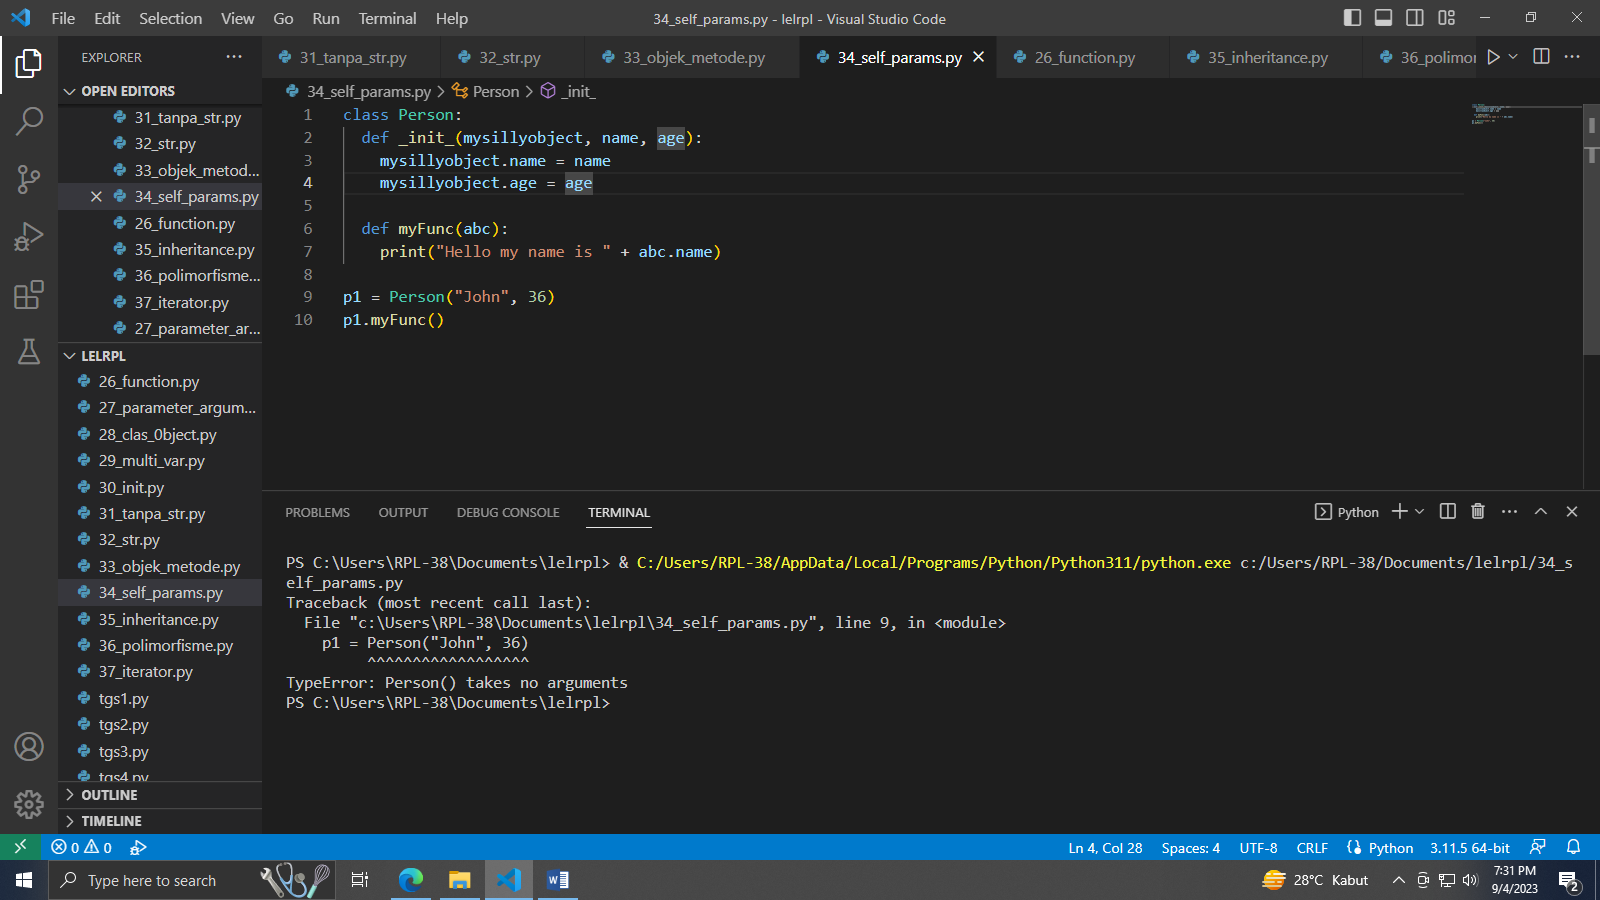 File Edit Selection View Go Run Terminal Help 34_self_params.py - lelrpl - Visual Studio Code
EXPLORER
31_tanpa_str.py 32_str.py 33_objek_metode.py 34_self_params.py 26_function.py 35_inheritance.py 36_polimor
OPEN EDITORS
31_tanpa_str.py
32_str.py
33_objek_metod...
34_self_params.py
26_function.py
35_inheritance.py
36_polimorfisme...
37_iterator.py
27_parameter_ar...
LELRPL
26_function.py
27_parameter_argum...
28_clas_0bject.py
29_multi_var.py
30_init.py
31_tanpa_str.py
32_str.py
33_objek_metode.py
34_self_params.py
35_inheritance.py
36_polimorfisme.py
37_iterator.py
tgs1.py
tgs2.py
tgs3.py
tgs4.py
OUTLINE
TIMELINE
34_self_params.py > Person > _init_
1 class Person:
2 def _init_(mysillyobject, name, age):
3 mysillyobject.name = name
4 mysillyobject.age = age
5
6 def myFunc(abc):
7 print("Hello my name is " + abc.name)
8
9 p1 = Person("John", 36)
10 p1.myFunc()
PROBLEMS OUTPUT DEBUG CONSOLE TERMINAL Python
PS C:\Users\RPL-38\Documents\lelrpl> & C:/Users/RPL-38/AppData/Local/Programs/Python/Python311/python.exe c:/Users/RPL-38/Documents/lelrpl/34_s
elf_params.py
Traceback (most recent call last):
File "c:\Users\RPL-38\Documents\lelrpl\34_self_params.py", line 9, in <module>
p1 = Person("John", 36)
^^^^^^^^^^^^^^^^^^
TypeError: Person() takes no arguments
PS C:\Users\RPL-38\Documents\lelrpl>
0 0 Ln 4, Col 28 Spaces: 4 UTF-8 CRLF Python 3.11.5 64-bit
Type here to search 28°C Kabut 7:31 PM
9/4/2023 2